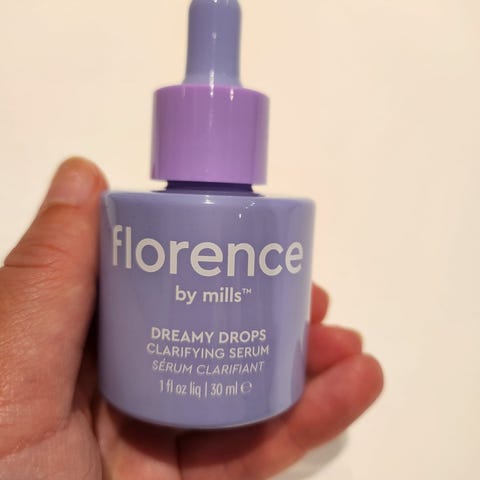 florence
by mills™
DREAMY DROPS
CLARIFYING SERUM
SÉRUM CLARIFIANT
1 fl oz liq | 30 ml ℮